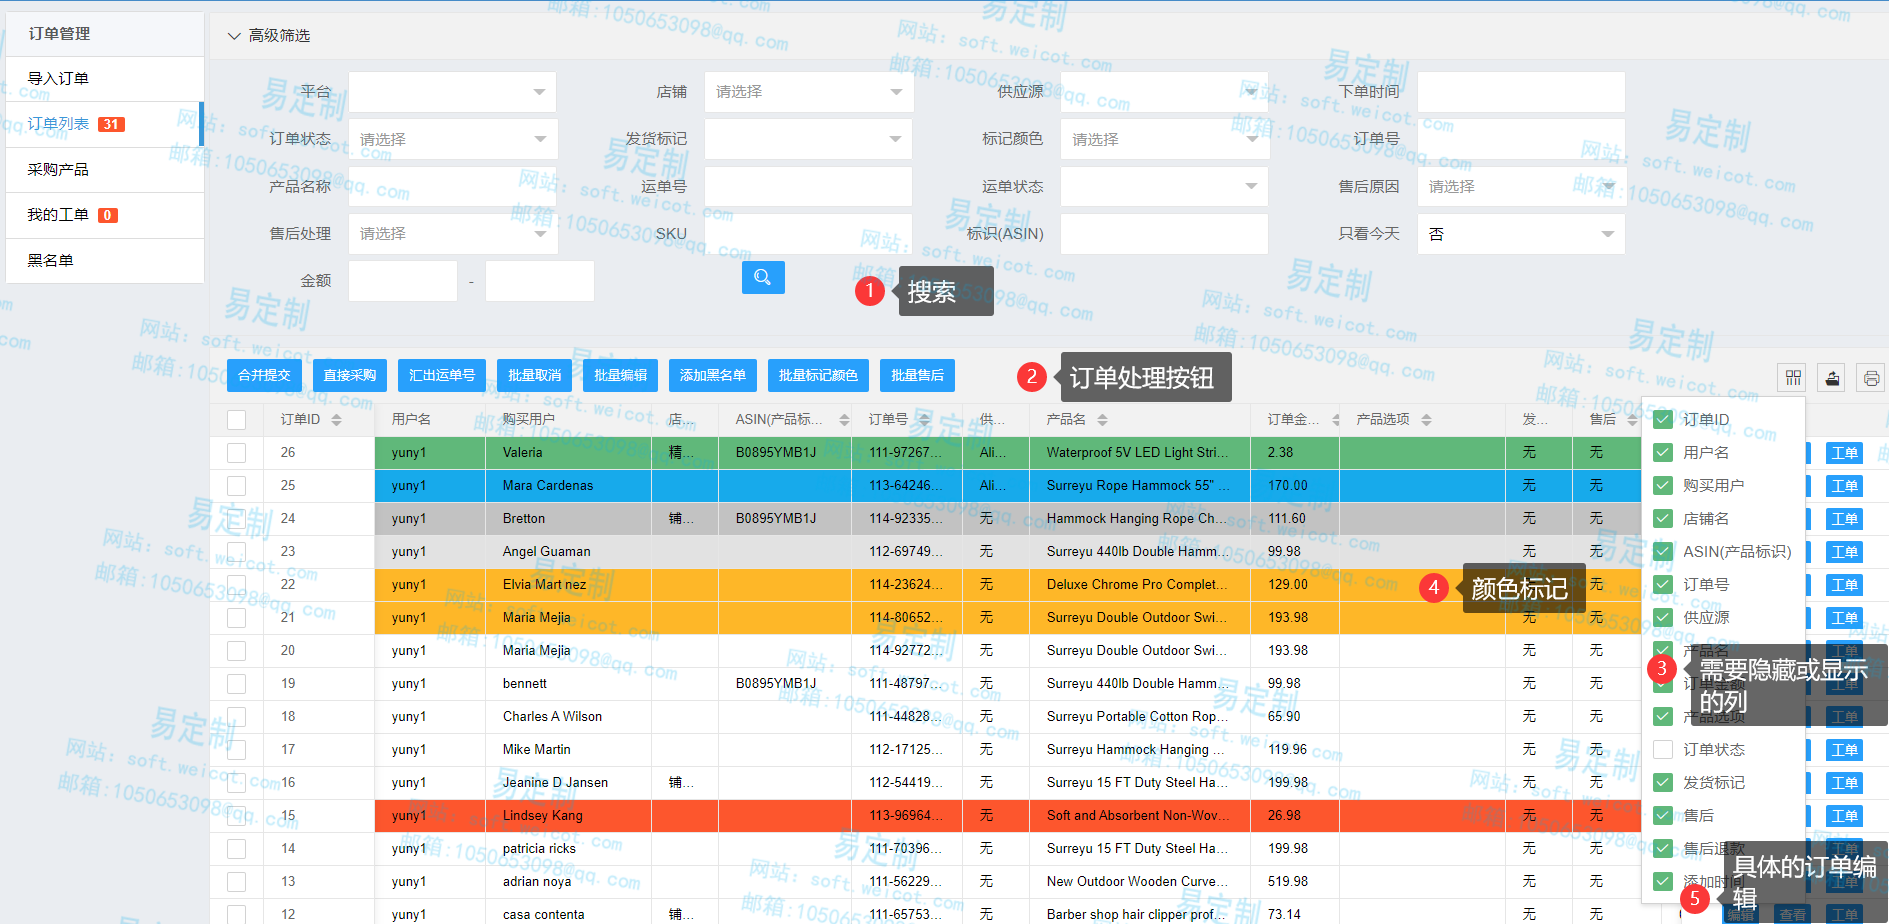 订单管理
导入订单
订单列表 31
采购产品
我的工单 0
黑名单
高级筛选
平台
店铺 请选择
供应源
下单时间
订单状态 请选择
发货标记
标记颜色 请选择
订单号
产品名称
运单号
运单状态
售后原因 请选择
售后处理 请选择
SKU
标识(ASIN)
只看今天 否
金额 -
1 搜索
合并提交 直接采购 汇出运单号 批量取消 批量编辑 添加黑名单 批量标记颜色 批量售后
2 订单处理按钮
订单ID 用户名 购买用户 店... ASIN(产品标... 订单号 供... 产品名 订单金... 产品选项 发... 售后
26 yuny1 Valeria 精... B0895YMB1J 111-97267... Ali... Waterproof 5V LED Light Stri... 2.38 无 无 工单
25 yuny1 Mara Cardenas 113-64246... Ali... Surreyu Rope Hammock 55" ... 170.00 无 无 工单
24 yuny1 Bretton 铺... B0895YMB1J 114-92335... 无 Hammock Hanging Rope Ch... 111.60 无 无 工单
23 yuny1 Angel Guaman 112-69749... 无 Surreyu 440lb Double Hamm... 99.98 无 无 工单
22 yuny1 Elvia Mart nez 114-23624... 无 Deluxe Chrome Pro Complet... 129.00 无 工单
21 yuny1 Maria Mejia 114-80652... 无 Surreyu Double Outdoor Swi... 193.98 无 无 工单
20 yuny1 Maria Mejia 114-92772... 无 Surreyu Double Outdoor Swi... 193.98 无 无 工单
19 yuny1 bennett B0895YMB1J 111-48797... 无 Surreyu 440lb Double Hamm... 99.98 无 无 工单
18 yuny1 Charles A Wilson 111-44828... 无 Surreyu Portable Cotton Rop... 65.90 无 无 工单
17 yuny1 Mike Martin 112-17125... 无 Surreyu Hammock Hanging ... 119.96 无 无 工单
16 yuny1 Jeanine D Jansen 铺... 112-54419... 无 Surreyu 15 FT Duty Steel Ha... 199.98 无 无 工单
15 yuny1 Lindsey Kang 113-96964... 无 Soft and Absorbent Non-Wov... 26.98 无 无 工单
14 yuny1 patricia ricks 111-70396... 无 Surreyu 15 FT Duty Steel Ha... 199.98 无 无 工单
13 yuny1 adrian noya 111-56229... 无 New Outdoor Wooden Curve... 519.98 无 无 工单
12 yuny1 casa contenta 铺... 111-65753... 无 Barber shop hair clipper prof... 73.14 无 无 编辑 查看 工单
4 颜色标记
订单ID
用户名
购买用户
店铺名
ASIN(产品标识)
订单号
供应源
产品名
订单金额
产品选项
订单状态
发货标记
售后
售后退款
添加时间
3 需要隐藏或显示
的列
5 具体的订单编
辑
易定制
网站：soft.weicot.com
邮箱:1050653098@qq.com